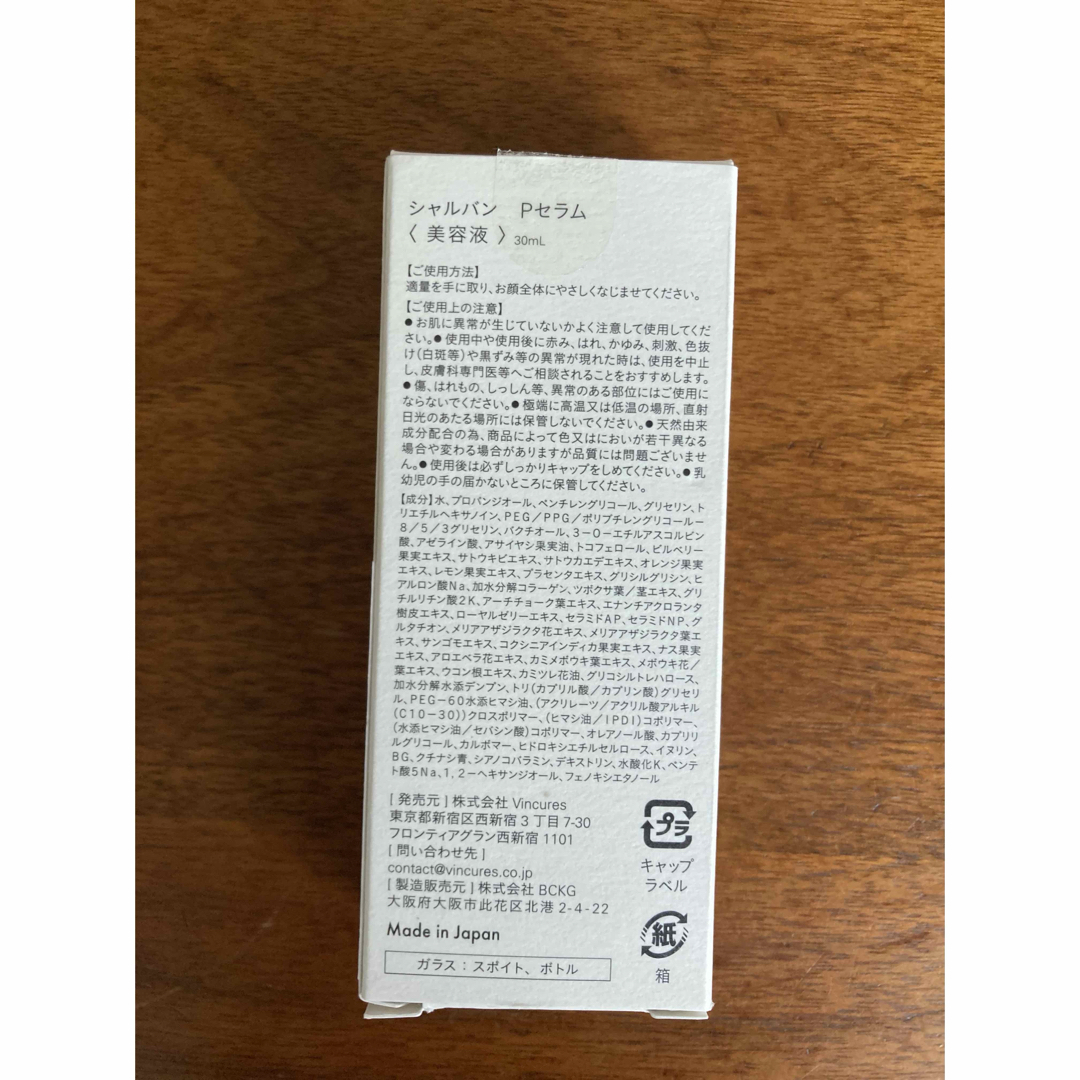 シャルバン　Pセラム
〈 美容液 〉30mL
【ご使用方法】
適量を手に取り、お顔全体にやさしくなじませてください。
【ご使用上の注意】
●お肌に異常が生じていないかよく注意して使用してくだ
さい。●使用中や使用後に赤み、はれ、かゆみ、刺激、色抜
け(白斑等)や黒ずみ等の異常が現れた時は、使用を中止
し、皮膚科専門医等へご相談されることをおすすめします。
●傷、はれもの、しっしん等、異常のある部位にはご使用に
ならないでください。●極端に高温又は低温の場所、直射
日光のあたる場所には保管しないでください。●天然由来
成分配合の為、商品によって色又はにおいが若干異なる
場合や変わる場合がありますが品質には問題ございませ
ん。●使用後は必ずしっかりキャップをしめてください。●乳
幼児の手の届かないところに保管してください。
【成分】水、プロパンジオール、ペンチレングリコール、グリセリン、ト
リエチルヘキサノイン、PEG／PPG／ポリブチレングリコール－
8／5／3グリセリン、バクチオール、3－O－エチルアスコルビン
酸、アゼライン酸、アサイヤシ果実油、トコフェロール、ビルベリー
果実エキス、サトウキビエキス、サトウカエデエキス、オレンジ果実
エキス、レモン果実エキス、プラセンタエキス、グリシルグリシン、ヒ
アルロン酸Na、加水分解コラーゲン、ツボクサ葉／茎エキス、グリ
チルリチン酸2K、アーチチョーク葉エキス、エナンチアクロランタ
樹皮エキス、ローヤルゼリーエキス、セラミドAP、セラミドNP、グ
ルタチオン、メリアアザジラクタ花エキス、メリアアザジラクタ葉エ
キス、サンゴモエキス、コクシニアインディカ果実エキス、ナス果実
エキス、アロエベラ花エキス、カミメボウキ葉エキス、メボウキ花／
葉エキス、ウコン根エキス、カミツレ花油、グリコシルトレハロース、
加水分解水添デンプン、トリ(カプリル酸／カプリン酸)グリセリ
ル、PEG－60水添ヒマシ油、(アクリレーツ／アクリル酸アルキル
(C10－30))クロスポリマー、(ヒマシ油／IPDI)コポリマー、
(水添ヒマシ油／セバシン酸)コポリマー、オレアノール酸、カプリリ
ルグリコール、カルボマー、ヒドロキシエチルセルロース、イヌリン、
BG、クチナシ青、シアノコバラミン、デキストリン、水酸化K、ペンテ
ト酸5Na、1，2－ヘキサンジオール、フェノキシエタノール
[ 発売元 ] 株式会社 Vincures
東京都新宿区西新宿 3 丁目 7-30
フロンティアグラン西新宿 1101
[ 問い合わせ先 ]
contact@vincures.co.jp
[ 製造販売元 ] 株式会社 BCKG
大阪府大阪市此花区北港 2-4-22
Made in Japan
ガラス：スポイト、ボトル
プラ
キャップ
ラベル
紙
箱